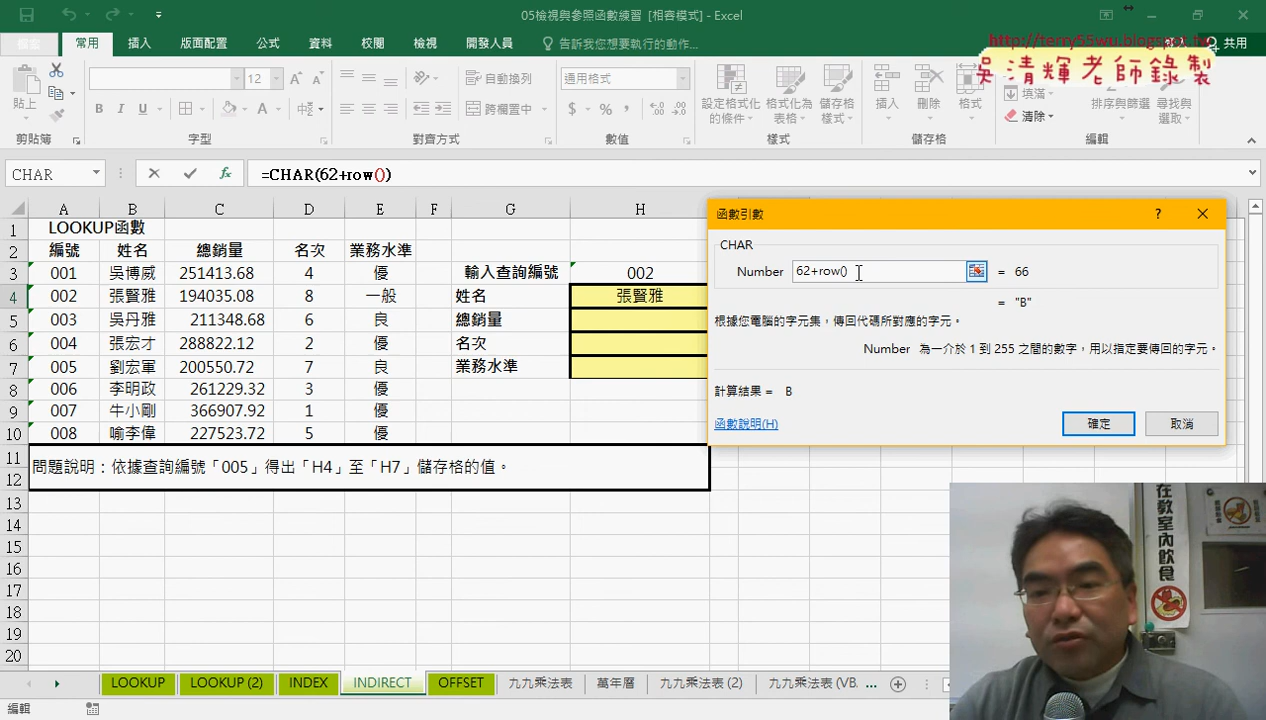 05檢視與參照函數練習 [相容模式] - Excel
檔案 常用 插入 版面配置 公式 資料 校閱 檢視 開發人員 告訴我您想要執行的動作... 共用
http://terry55wu.blogspot.tw
吳清輝老師錄製
貼上 12 自動換列 通用格式 設定格式化的條件 格式化為表格 儲存格樣式 插入 刪除 格式 填滿 清除 排序與篩選 尋找與選取
B I U 跨欄置中 $ % ,
剪貼簿 字型 對齊方式 數值 樣式 儲存格 編輯
CHAR fx =CHAR(62+row())
A B C D E F G H
1 LOOKUP函數
2 編號 姓名 總銷量 名次 業務水準
3 001 吳博威 251413.68 4 優 輸入查詢編號 002
4 002 張賢雅 194035.08 8 一般 姓名 張賢雅
5 003 吳丹雅 211348.68 6 良 總銷量
6 004 張宏才 288822.12 2 優 名次
7 005 劉宏軍 200550.72 7 良 業務水準
8 006 李明政 261229.32 3 優
9 007 牛小剛 366907.92 1 優
10 008 喻李偉 227523.72 5 優
11
問題說明：依據查詢編號「005」得出「H4」至「H7」儲存格的值。
12
13
14
15
16
17
18
19
20
函數引數 ?
CHAR
Number 62+row() = 66
= "B"
根據您電腦的字元集，傳回代碼所對應的字元。
Number 為一介於 1 到 255 之間的數字，用以指定要傳回的字元。
計算結果 = B
函數說明(H) 確定 取消
在教室內飲食
LOOKUP LOOKUP (2) INDEX INDIRECT OFFSET 九九乘法表 萬年曆 九九乘法表 (2) 九九乘法表 (VB. ...
編輯